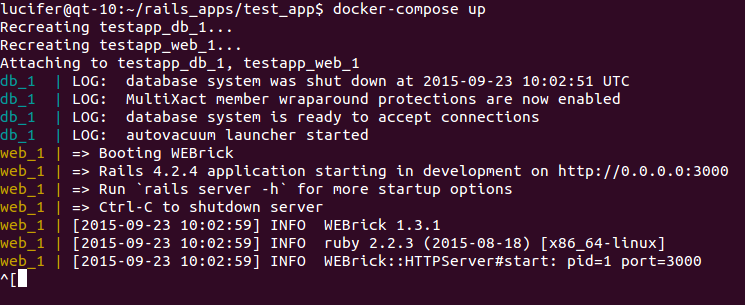 lucifer@qt-10:~/rails_apps/test_app$ docker-compose up
Recreating testapp_db_1...
Recreating testapp_web_1...
Attaching to testapp_db_1, testapp_web_1
db_1  | LOG:  database system was shut down at 2015-09-23 10:02:51 UTC
db_1  | LOG:  MultiXact member wraparound protections are now enabled
db_1  | LOG:  database system is ready to accept connections
db_1  | LOG:  autovacuum launcher started
web_1 | => Booting WEBrick
web_1 | => Rails 4.2.4 application starting in development on http://0.0.0.0:3000
web_1 | => Run `rails server -h` for more startup options
web_1 | => Ctrl-C to shutdown server
web_1 | [2015-09-23 10:02:59] INFO  WEBrick 1.3.1
web_1 | [2015-09-23 10:02:59] INFO  ruby 2.2.3 (2015-08-18) [x86_64-linux]
web_1 | [2015-09-23 10:02:59] INFO  WEBrick::HTTPServer#start: pid=1 port=3000
^[